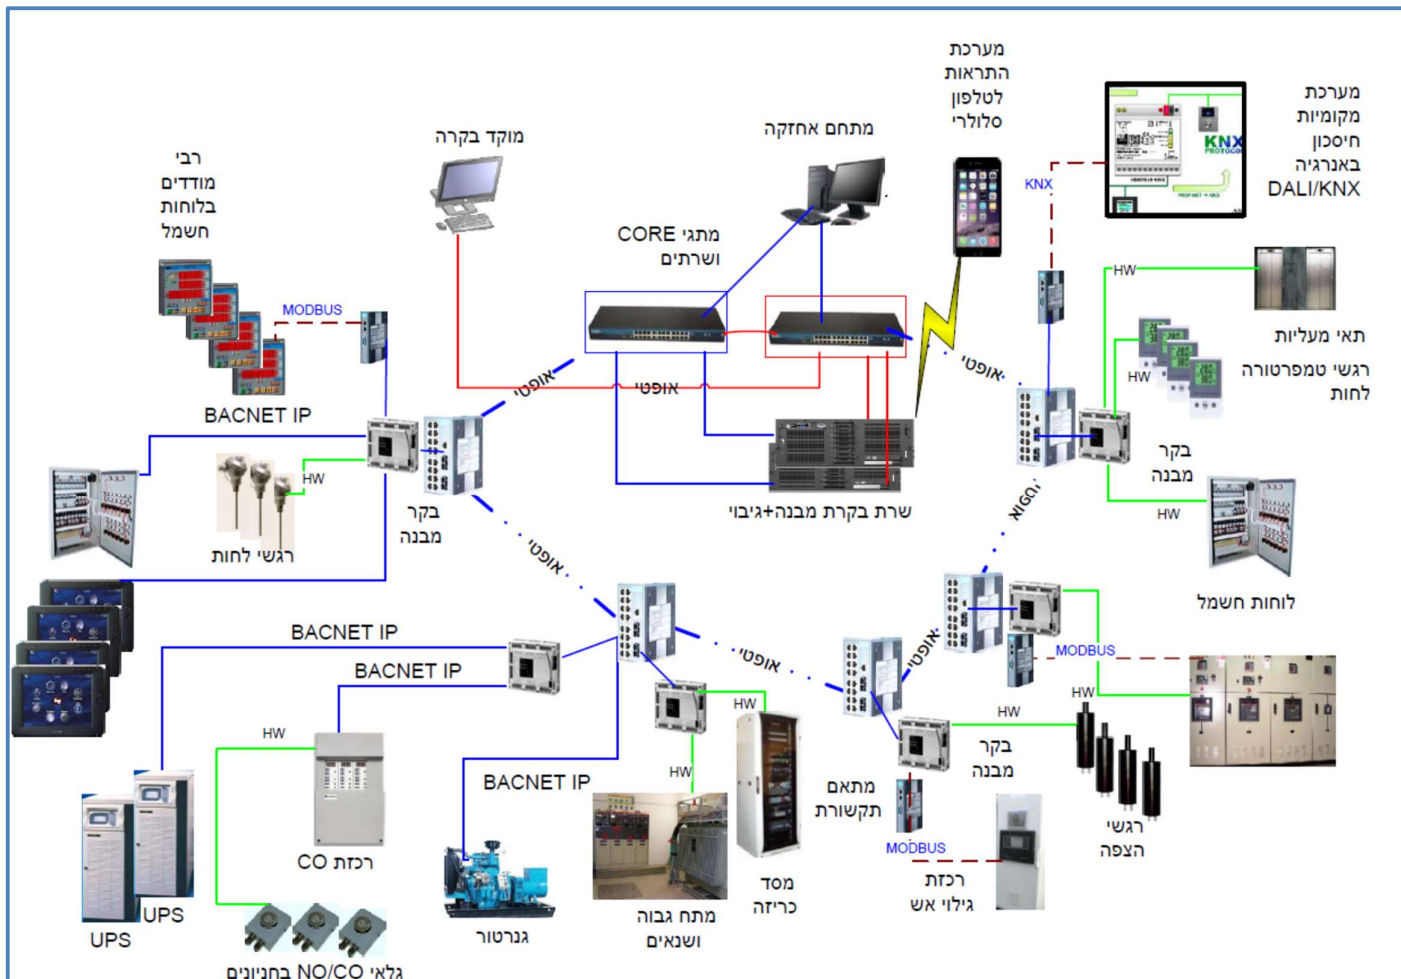 מערכת
התראות
לטלפון
סלולרי
מערכת
מקומיות
חיסכון
באנרגיה
DALI/KNX
KNX
PROTOCOL
KNX
מתחם אחזקה
מוקד בקרה
רבי
מודדים
בלוחות
חשמל
מתגי CORE
ושרתים
MODBUS
HW
תאי מעליות
HW
רגשי טמפרטורה
לחות
אופטי
אופטי
אופטי
BACNET IP
HW
בקר
מבנה
HW
בקר
מבנה
שרת בקרת מבנה+גיבוי
אופטי
רגשי לחות
אופטי
לוחות חשמל
BACNET IP
BACNET IP
אופטי
אופטי
MODBUS
HW
HW
HW
HW
BACNET IP
HW
מתאם
תקשורת
בקר
מבנה
רגשי
הצפה
MODBUS
רכזת
גילוי אש
רכזת CO
מסד
כריזה
מתח גבוה
ושנאים
גנרטור
UPS
UPS
גלאי NO/CO בחניונים